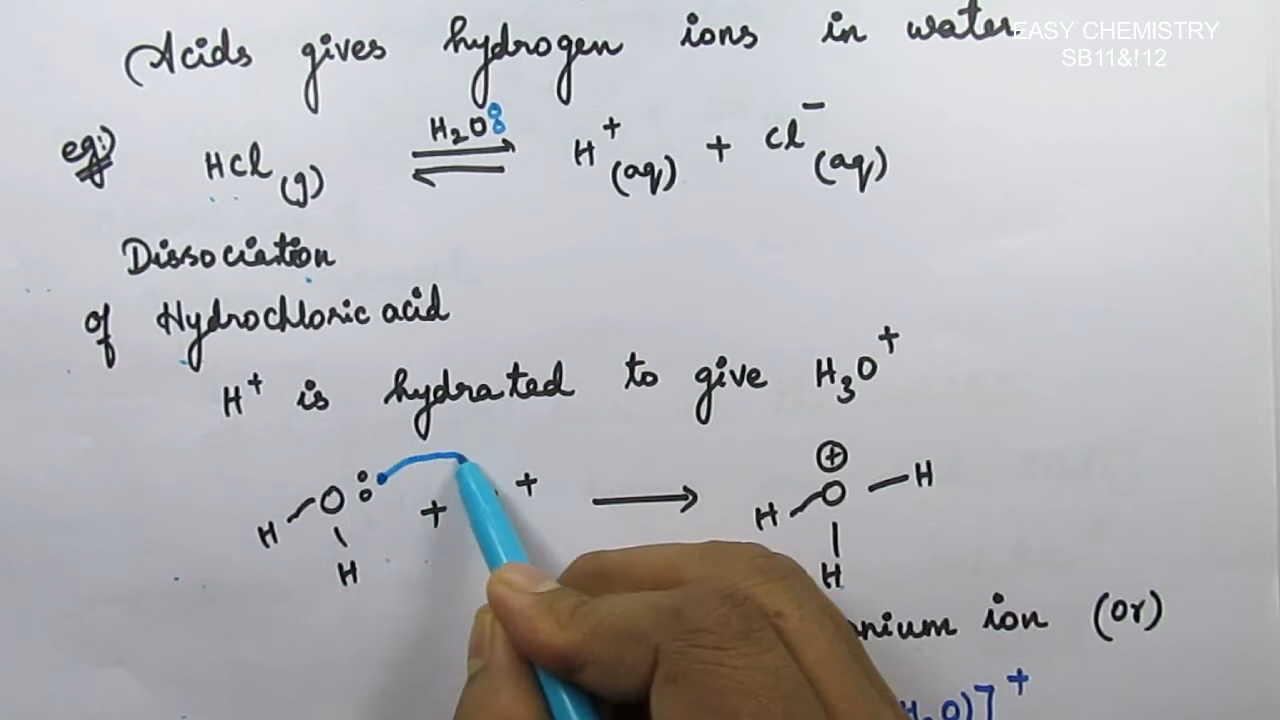 Acids gives hydrogen ions in water
EASY CHEMISTRY
SB11&!12
eg:) HCl(g) ⇌ H2O H+(aq) + Cl−(aq)
Dissociation
of Hydrochloric acid
H+ is hydrated to give H3O+
H O H + + → H O + H H
ion (or)